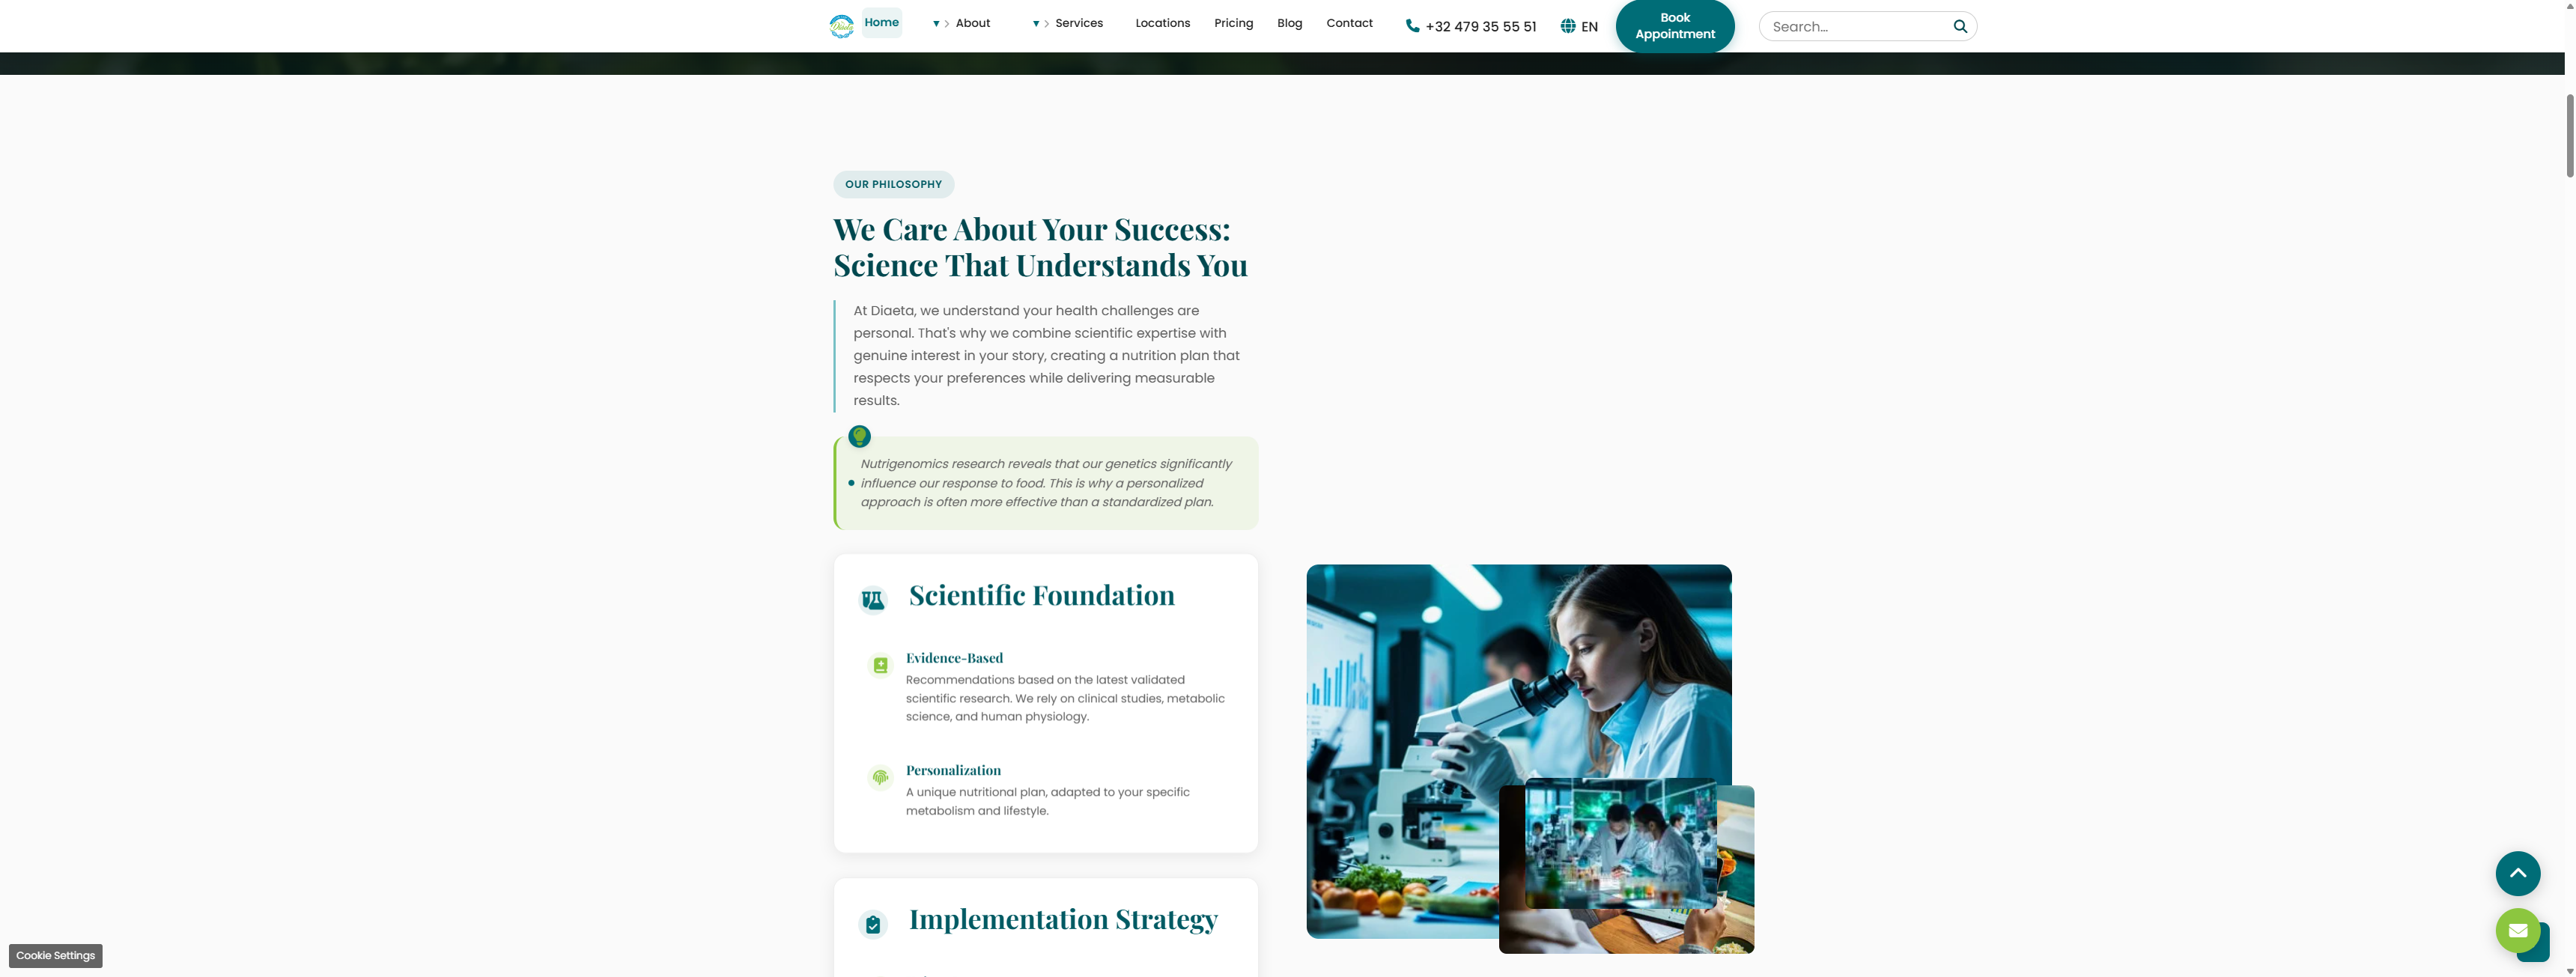 Home
About
Services
Locations
Pricing
Blog
Contact
+32 479 35 55 51
EN
Book
Appointment
Search...
OUR PHILOSOPHY
We Care About Your Success:
Science That Understands You
At Diaeta, we understand your health challenges are
personal. That's why we combine scientific expertise with
genuine interest in your story, creating a nutrition plan that
respects your preferences while delivering measurable
results.
Nutrigenomics research reveals that our genetics significantly
influence our response to food. This is why a personalized
approach is often more effective than a standardized plan.
Scientific Foundation
Evidence-Based
Recommendations based on the latest validated
scientific research. We rely on clinical studies, metabolic
science, and human physiology.
Personalization
A unique nutritional plan, adapted to your specific
metabolism and lifestyle.
Implementation Strategy
Cookie Settings